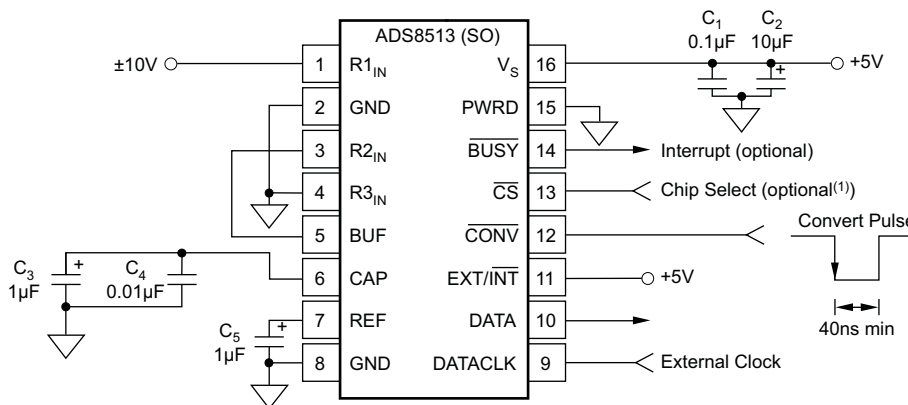 ADS8513 (SO)
±10V
1 R1IN
2 GND
3 R2IN
4 R3IN
5 BUF
6 CAP
7 REF
8 GND
VS 16
PWRD 15
BUSY 14
CS 13
CONV 12
EXT/INT 11
DATA 10
DATACLK 9
C1
0.1µF
C2
10µF
+
+5V
Interrupt (optional)
Chip Select (optional(1))
Convert Pulse
40ns min
+5V
External Clock
C3
1µF
+
C4
0.01µF
C5
1µF
+